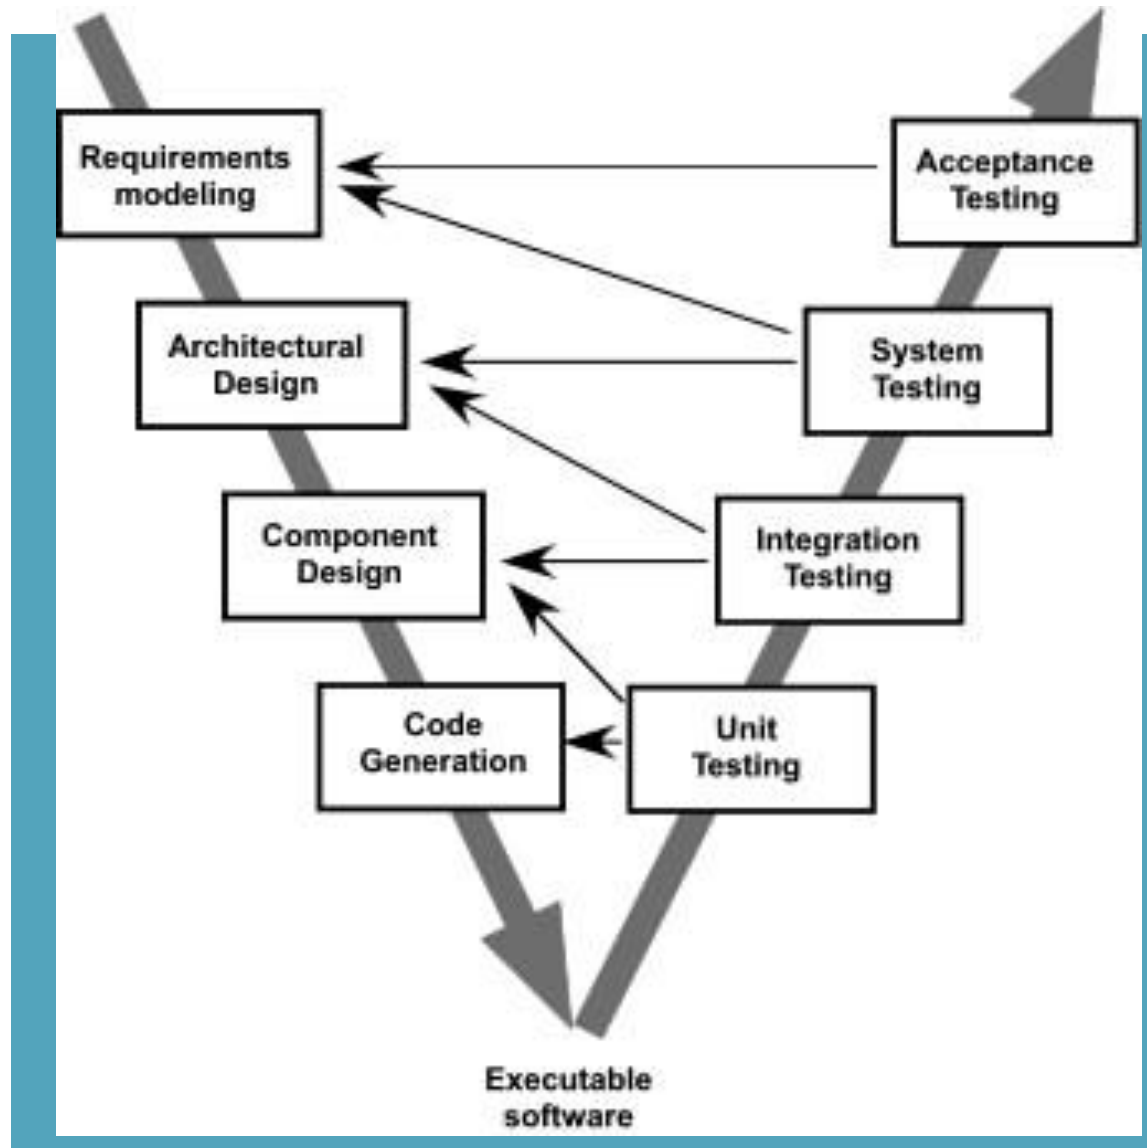 Requirements
modeling
Acceptance
Testing
Architectural
Design
System
Testing
Component
Design
Integration
Testing
Code
Generation
Unit
Testing
Executable
software